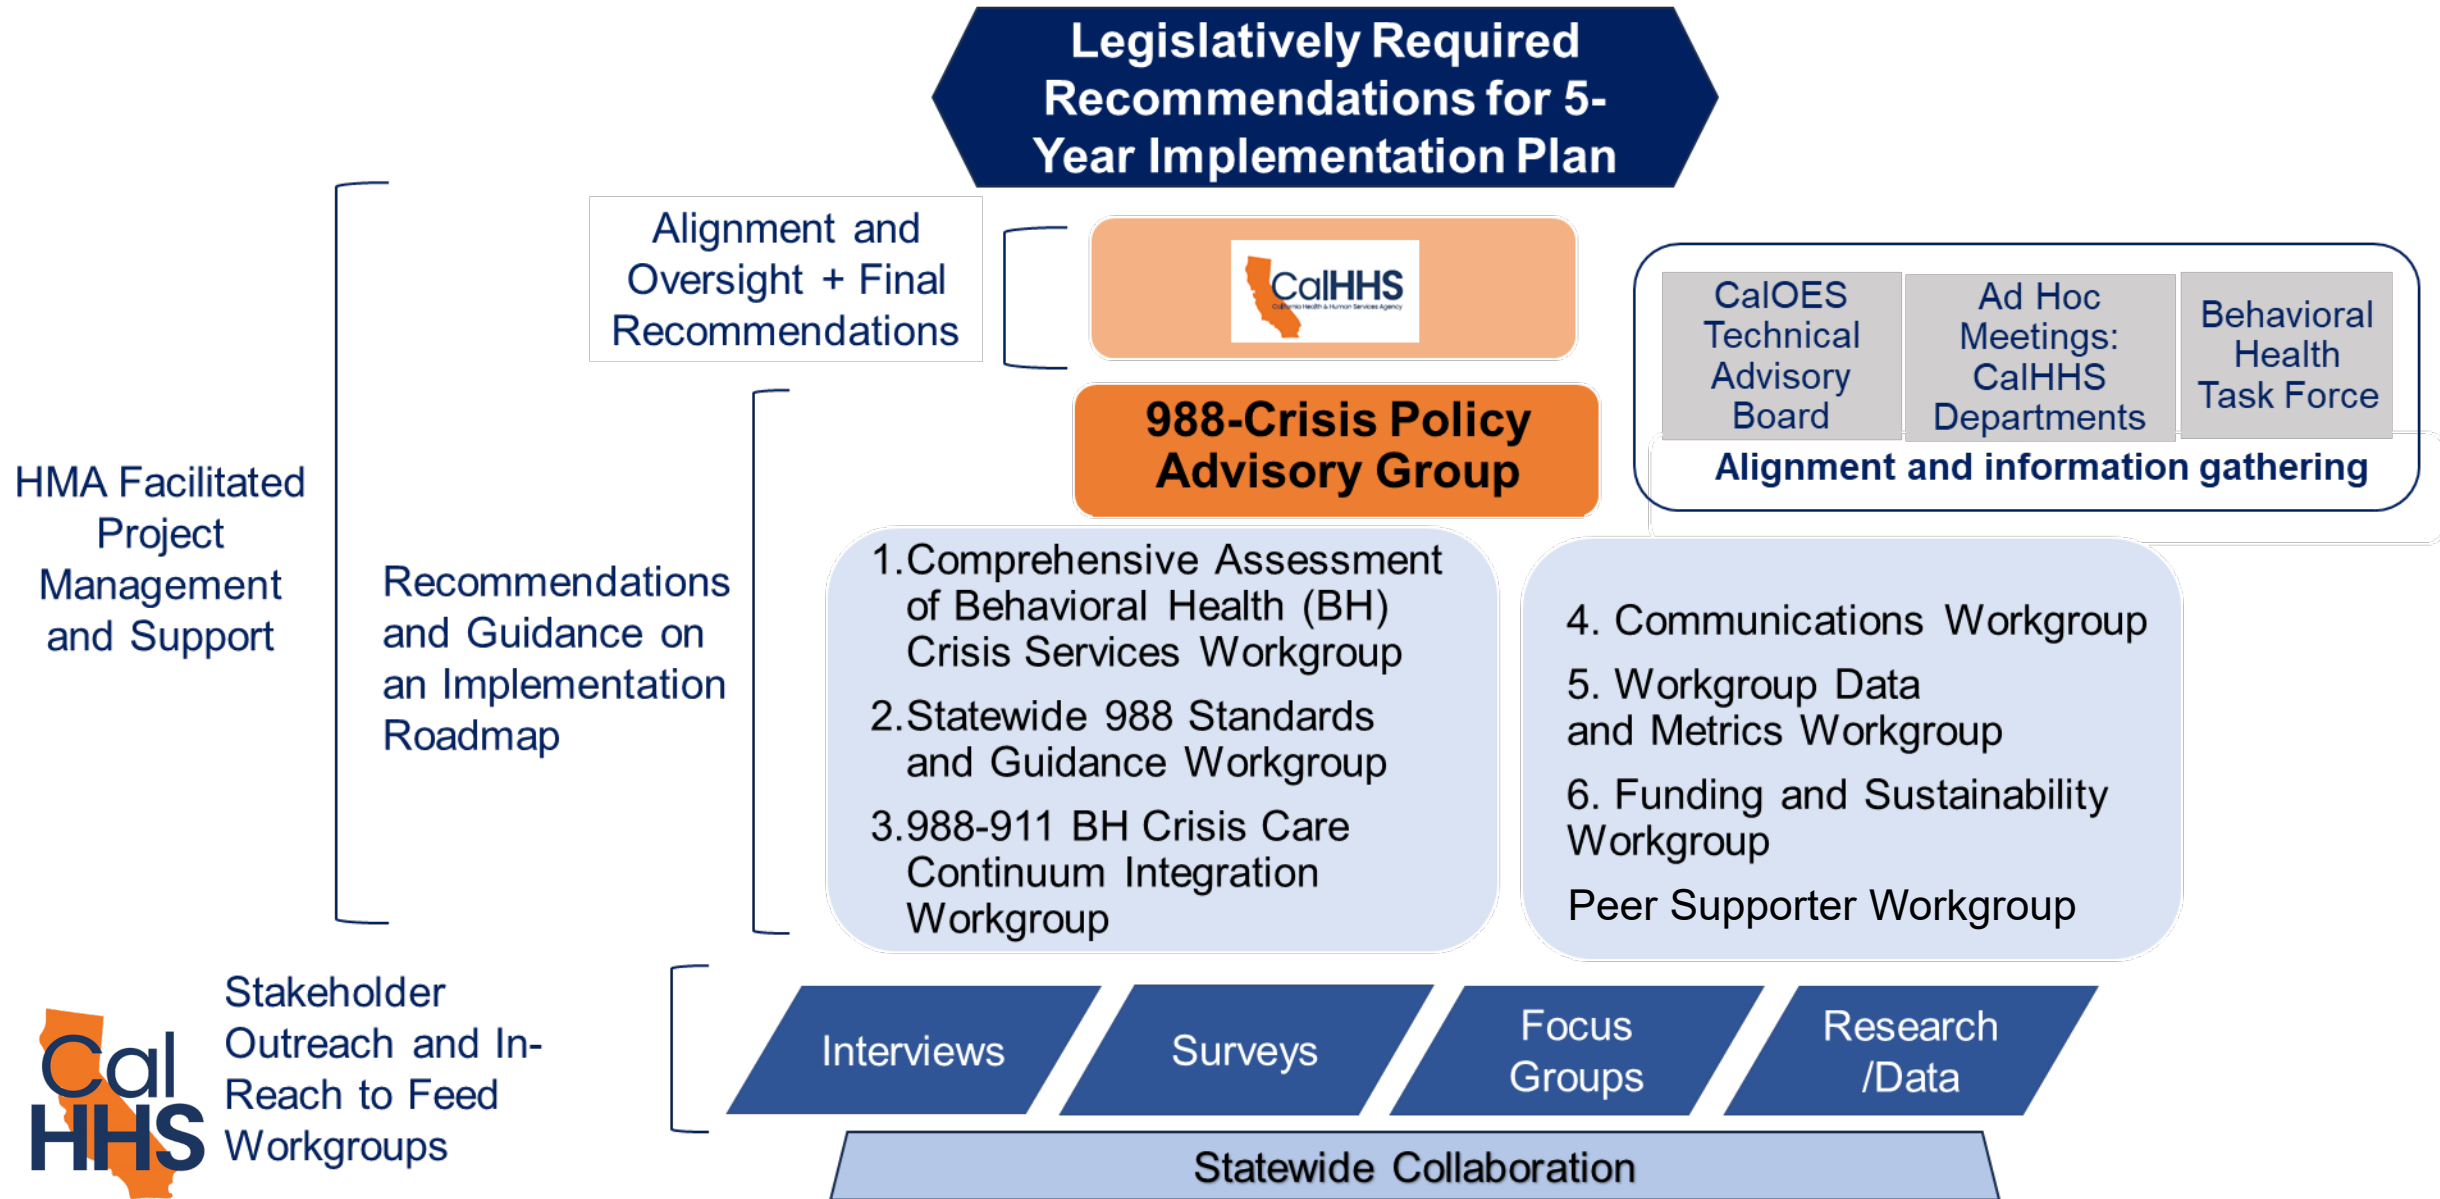 Legislatively Required
Recommendations for 5-
Year Implementation Plan
Alignment and
Oversight + Final
Recommendations
CalHHS
California Health & Human Services Agency
CalOES
Technical
Advisory
Board
Ad Hoc
Meetings:
CalHHS
Departments
Behavioral
Health
Task Force
Alignment and information gathering
988-Crisis Policy
Advisory Group
HMA Facilitated
Project
Management
and Support
Recommendations
and Guidance on
an Implementation
Roadmap
1.Comprehensive Assessment
of Behavioral Health (BH)
Crisis Services Workgroup
2.Statewide 988 Standards
and Guidance Workgroup
3.988-911 BH Crisis Care
Continuum Integration
Workgroup
4. Communications Workgroup
5. Workgroup Data
and Metrics Workgroup
6. Funding and Sustainability
Workgroup
Peer Supporter Workgroup
Cal
HHS
Stakeholder
Outreach and In-
Reach to Feed
Workgroups
Interviews
Surveys
Focus
Groups
Research
/Data
Statewide Collaboration